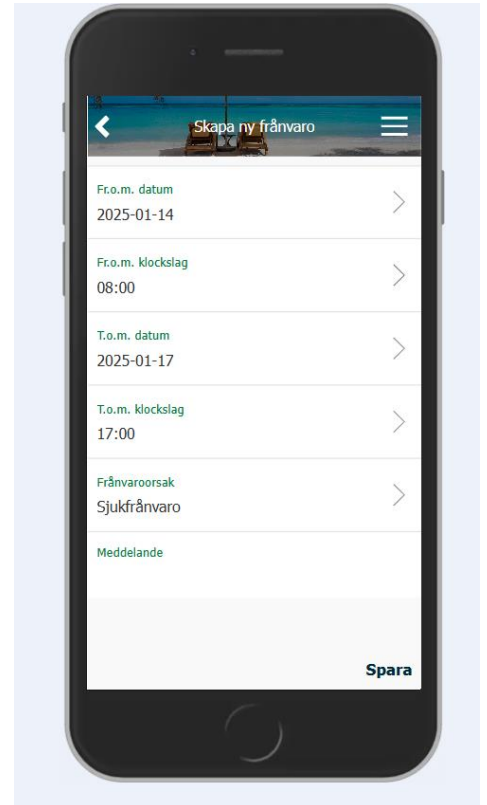 Skapa ny frånvaro
Fr.o.m. datum
2025-01-14
Fr.o.m. klockslag
08:00
T.o.m. datum
2025-01-17
T.o.m. klockslag
17:00
Frånvaroorsak
Sjukfrånvaro
Meddelande
Spara